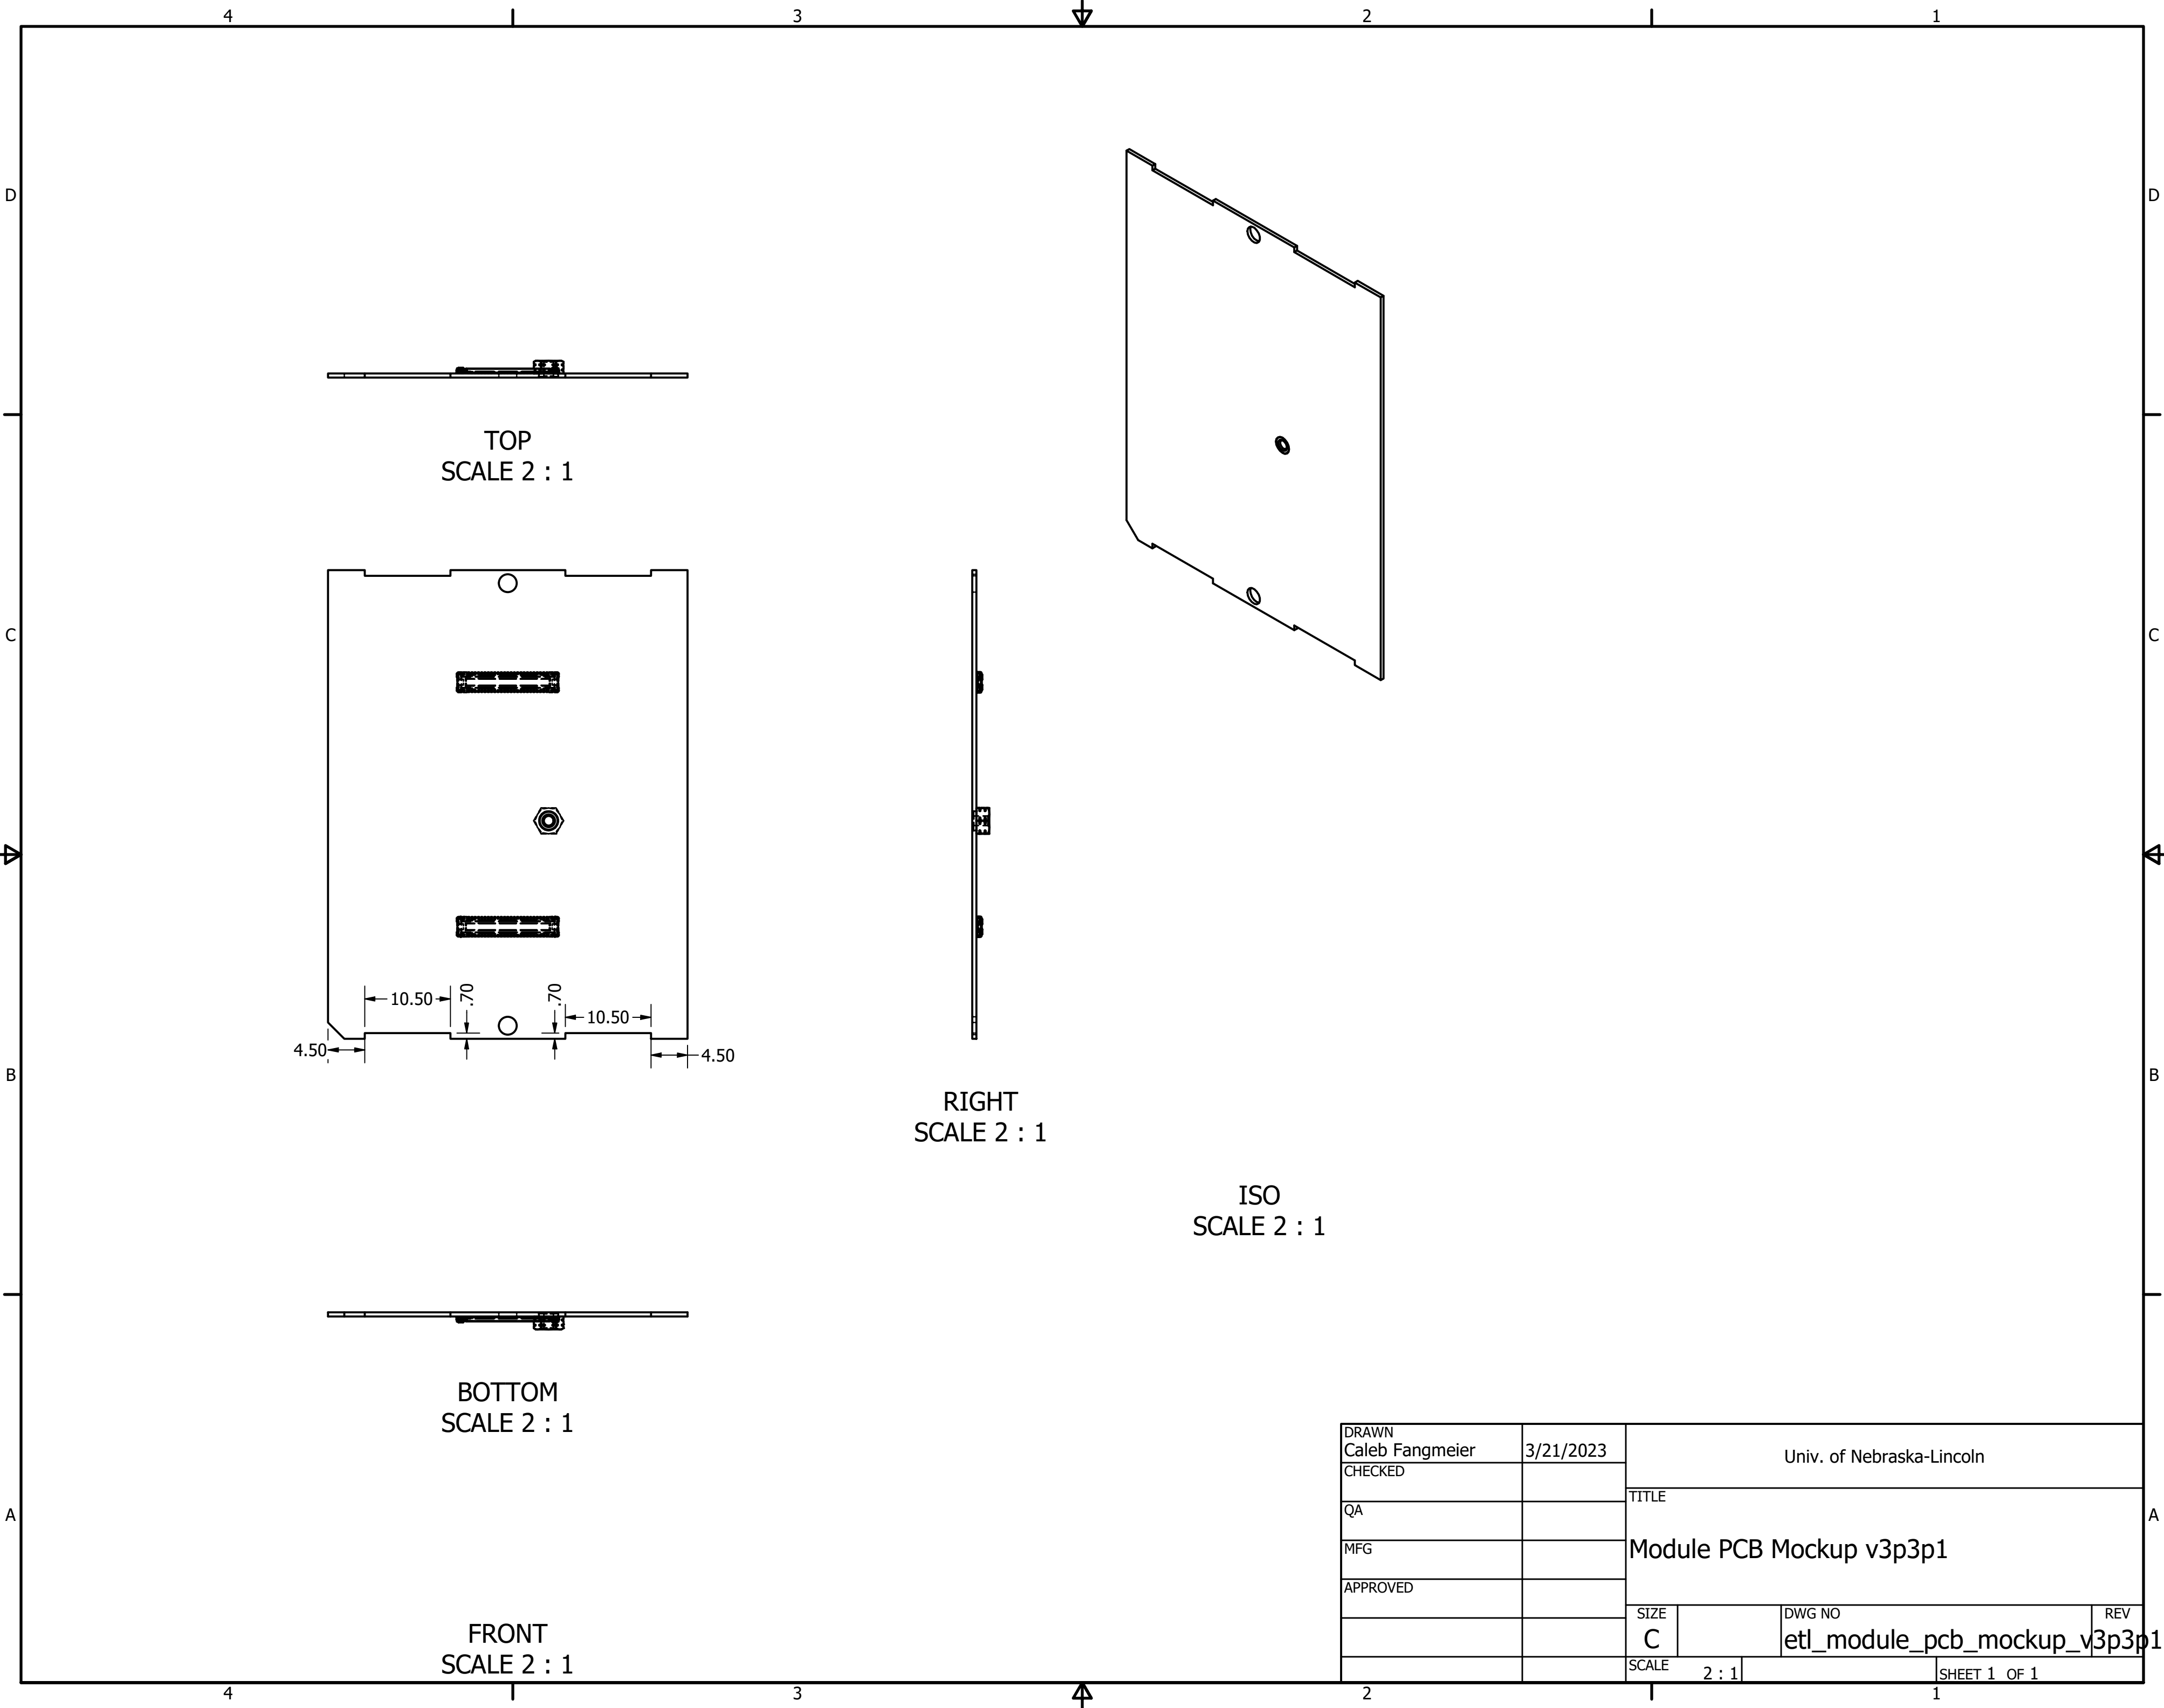 4 3 2 1
D D
TOP
SCALE 2 : 1
C C
10.50 .70 .70 10.50
4.50 4.50
B B
RIGHT
SCALE 2 : 1
ISO
SCALE 2 : 1
BOTTOM
SCALE 2 : 1
DRAWN
Caleb Fangmeier 3/21/2023
Univ. of Nebraska-Lincoln
CHECKED
TITLE
QA
A A
MFG
Module PCB Mockup v3p3p1
APPROVED
SIZE DWG NO REV
C etl_module_pcb_mockup_v3p3p1
FRONT
SCALE 2 : 1
SCALE 2 : 1 SHEET 1 OF 1
4 3 2 1